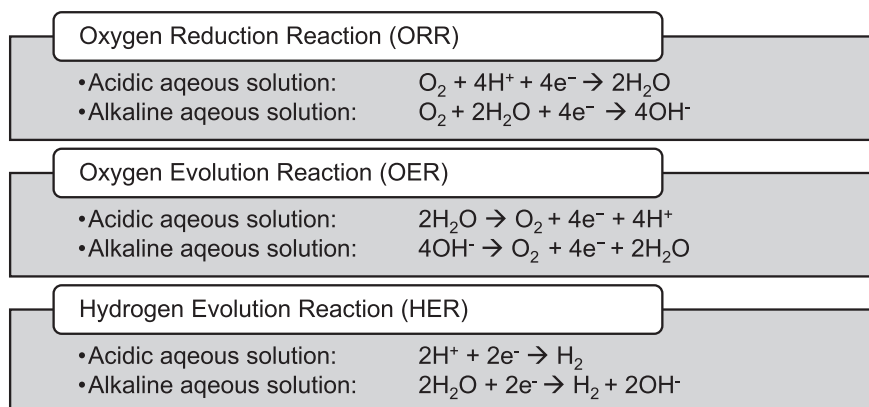 Oxygen Reduction Reaction (ORR)
•Acidic aqeous solution: O₂ + 4H⁺ + 4e⁻ → 2H₂O
•Alkaline aqeous solution: O₂ + 2H₂O + 4e⁻ → 4OH⁻
Oxygen Evolution Reaction (OER)
•Acidic aqeous solution: 2H₂O → O₂ + 4e⁻ + 4H⁺
•Alkaline aqeous solution: 4OH⁻ → O₂ + 4e⁻ + 2H₂O
Hydrogen Evolution Reaction (HER)
•Acidic aqeous solution: 2H⁺ + 2e⁻ → H₂
•Alkaline aqeous solution: 2H₂O + 2e⁻ → H₂ + 2OH⁻